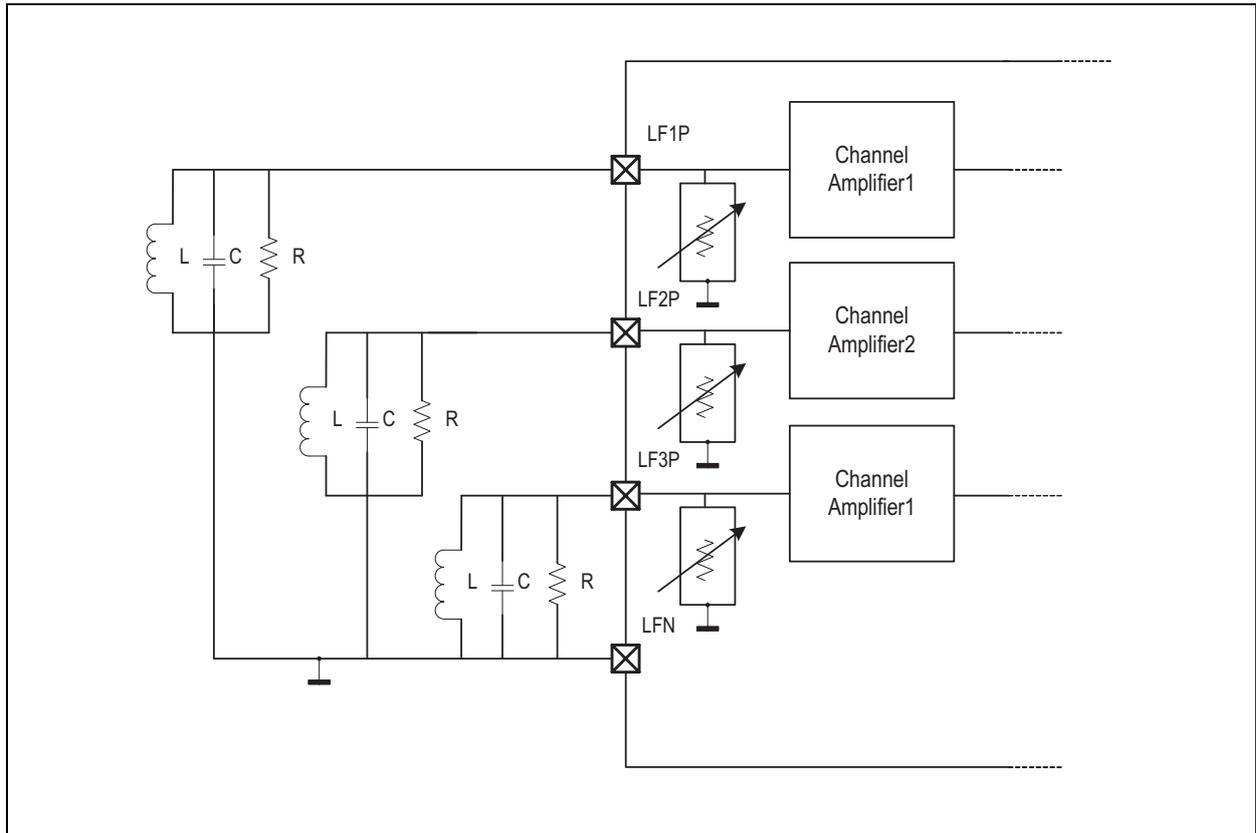 LF1P
Channel
Amplifier1
L C R
LF2P
Channel
Amplifier2
L C R
LF3P
Channel
Amplifier1
L C R
LFN